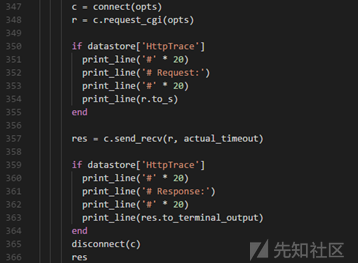 347 c = connect(opts)
348 r = c.request_cgi(opts)
349
350 if datastore['HttpTrace']
351 print_line('#' * 20)
352 print_line('# Request:')
353 print_line('#' * 20)
354 print_line(r.to_s)
355 end
356
357 res = c.send_recv(r, actual_timeout)
358
359 if datastore['HttpTrace']
360 print_line('#' * 20)
361 print_line('# Response:')
362 print_line('#' * 20)
363 print_line(res.to_terminal_output)
364 end
365 disconnect(c)
366 res
先知社区